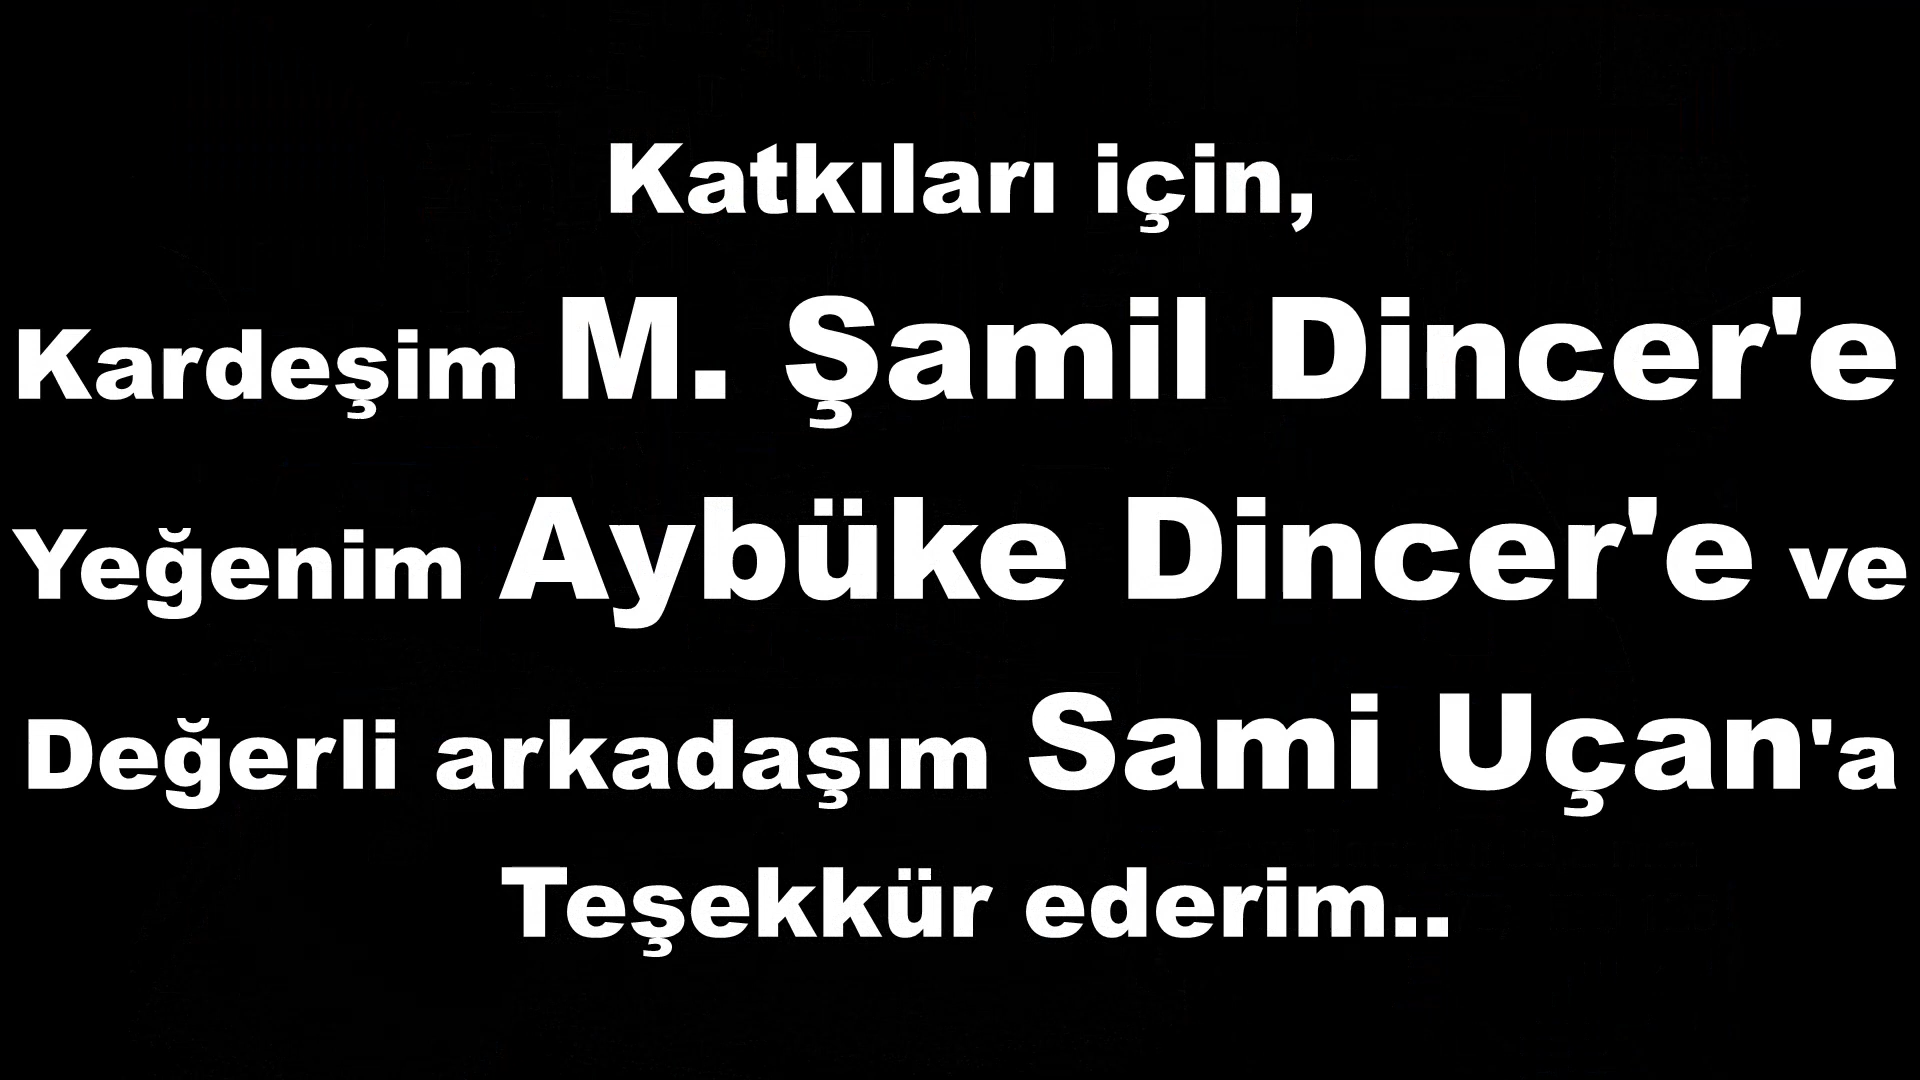 Katkıları için,
Kardeşim M. Şamil Dincer'e
Yeğenim Aybüke Dincer'e ve
Değerli arkadaşım Sami Uçan'a
Teşekkür ederim..